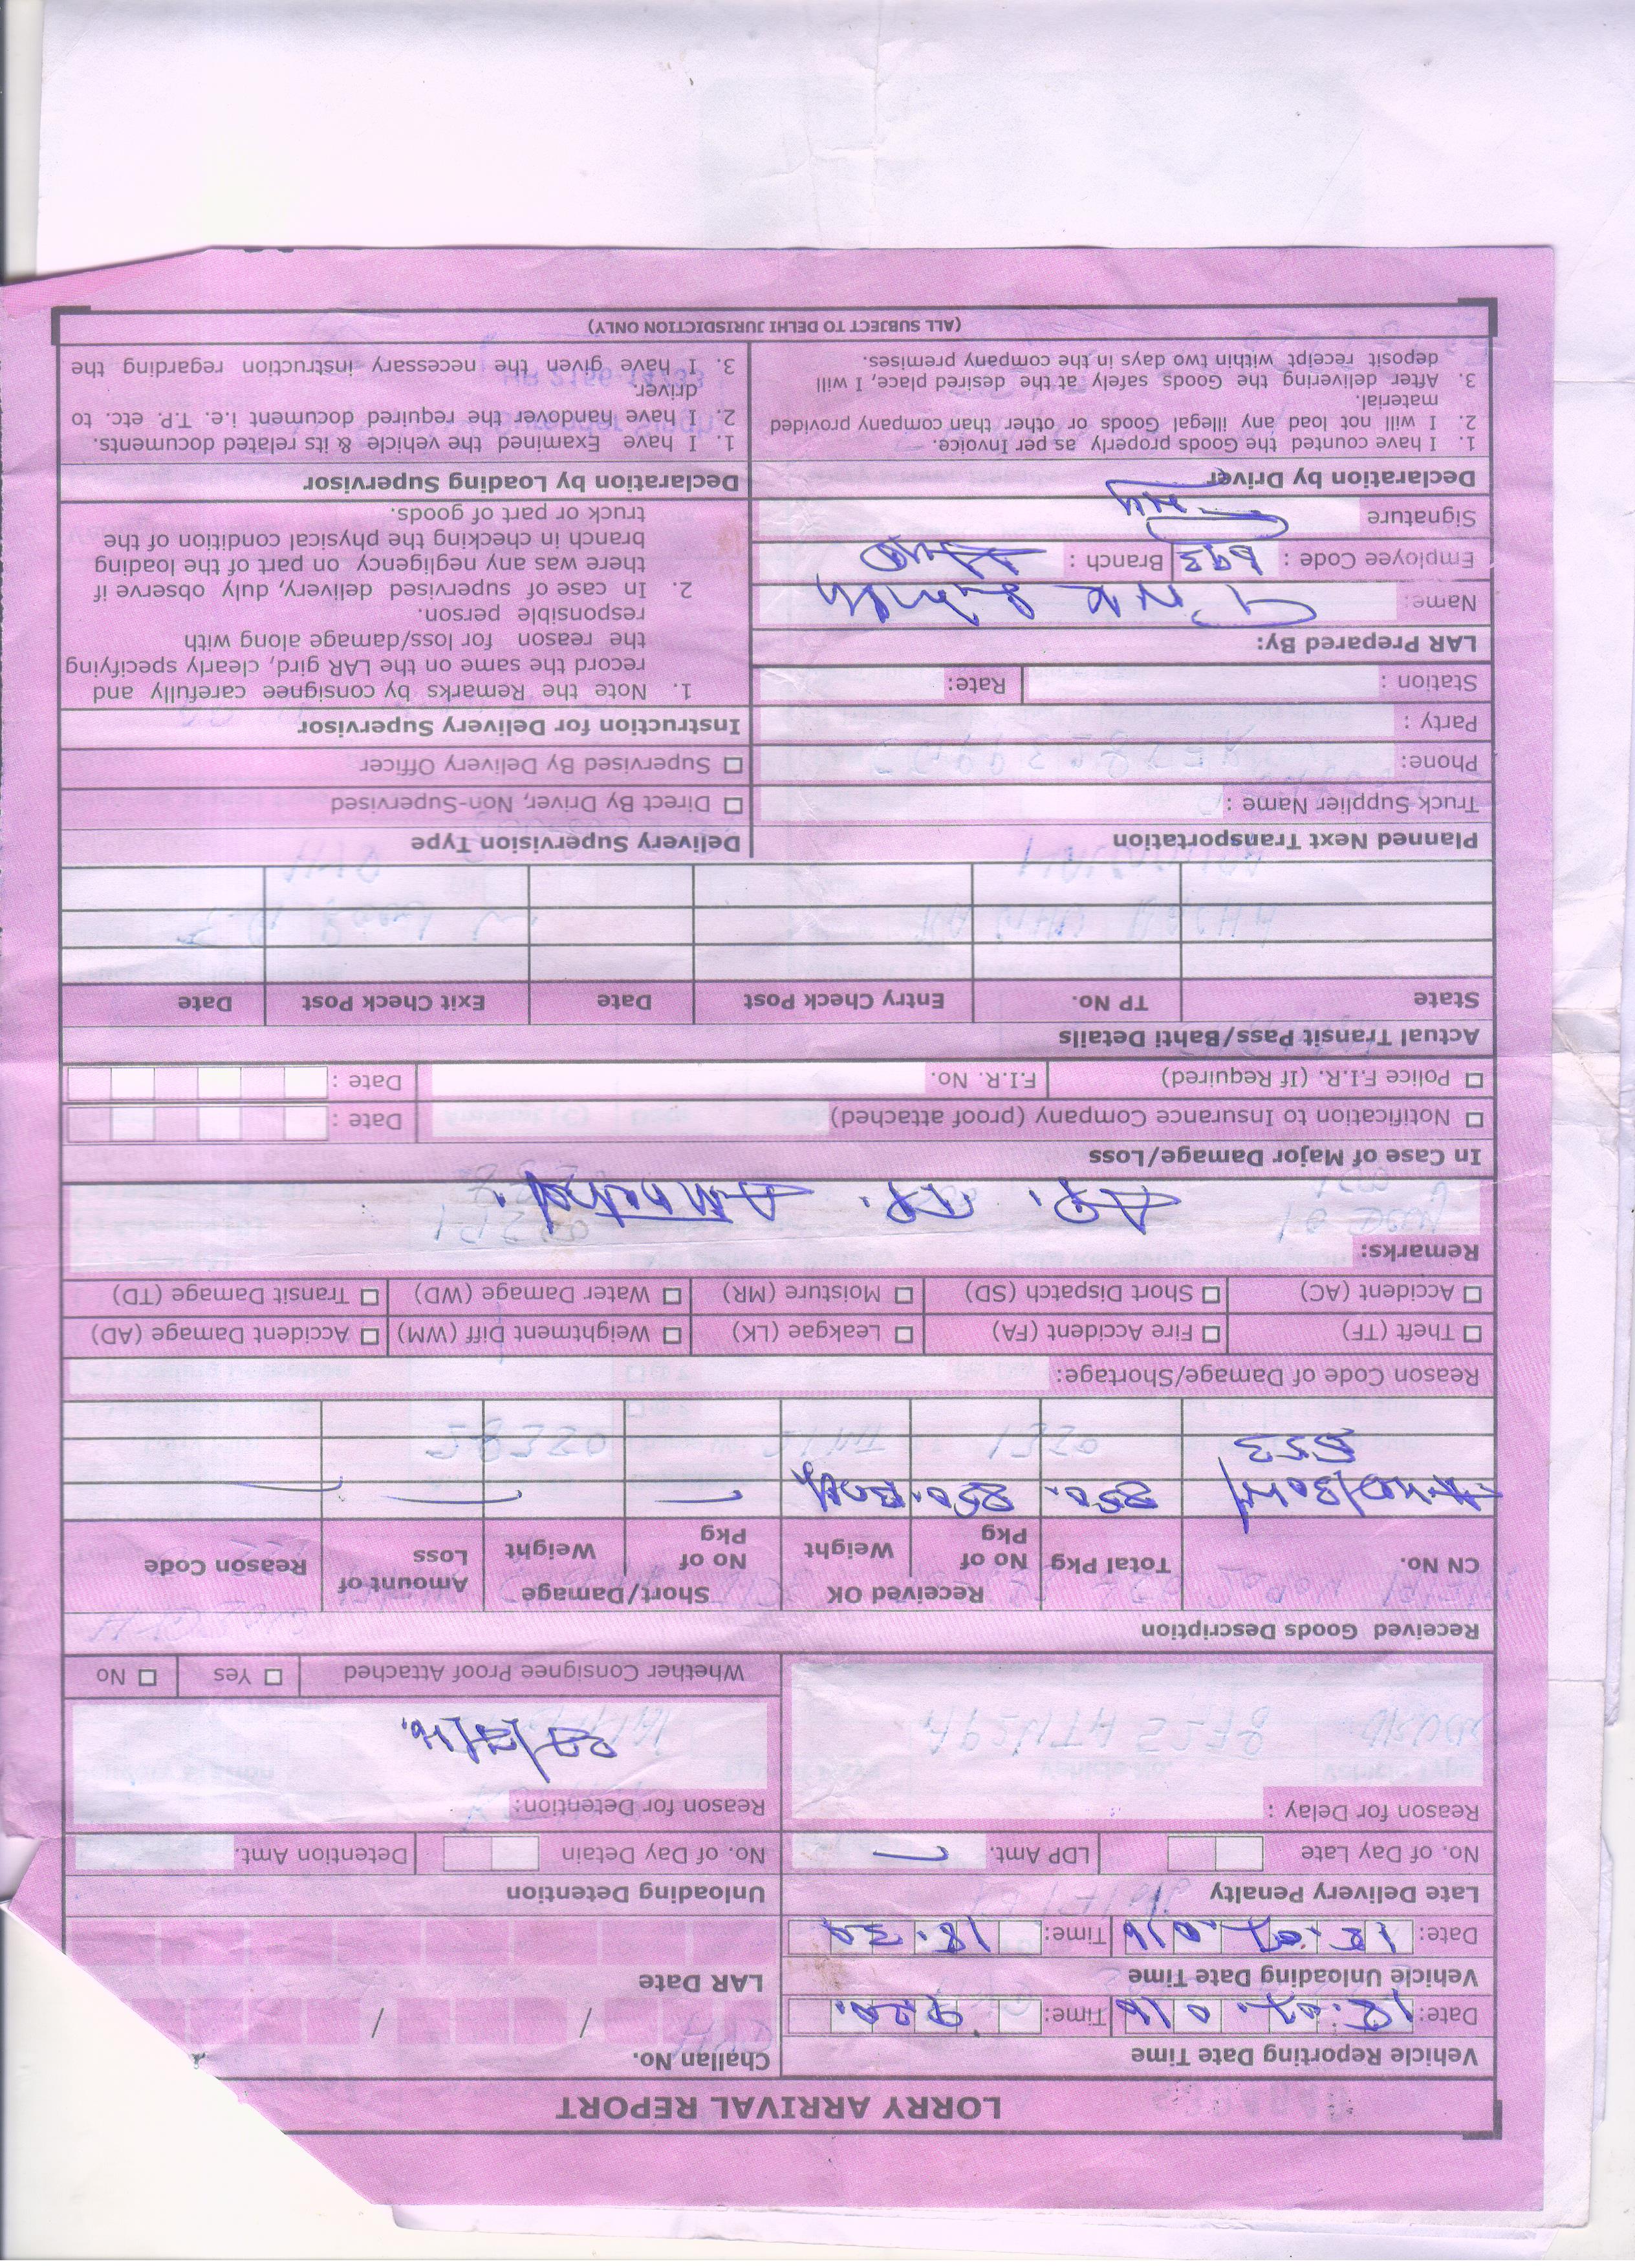 LORRY ARRIVAL REPORT
Vehicle Reporting Date Time
Challan No.
Date: Time:
/ /
Vehicle Unloading Date Time
LAR Date
Date: Time: 18.30
Late Delivery Penalty
Unloading Detention
No. of Day Late LDP Amt.
No. of Day Detain Detention Amt.
Reason for Delay :
Reason for Detention:
Whether Consignee Proof Attached Yes No
Received Goods Description
CN No. Total Pkg Received OK Short/Damage Amount of Loss Reason Code
No of Pkg Weight No of Pkg Weight
850. 850.
Reason Code of Damage/Shortage:
Theft (TF) Fire Accident (FA) Leakgae (LK) Weightment Diff (WM) Accident Damage (AD)
Accident (AC) Short Dispatch (SD) Moisture (MR) Water Damage (WD) Transit Damage (TD)
Remarks:
In Case of Major Damage/Loss
Notification to Insurance Company (proof attached) Date :
Police F.I.R. (If Required) F.I.R. No. Date :
Actual Transit Pass/Bahti Details
State TP No. Entry Check Post Date Exit Check Post Date
Planned Next Transportation
Truck Supplier Name :
Phone:
Party :
Station : Rate:
LAR Prepared By:
Name:
Employee Code : 693 Branch :
Signature
Declaration by Driver
1. I have counted the Goods properly as per Invoice.
2. I will not load any illegal Goods or other than company provided
material.
3. After delivering the Goods safely at the desired place, I will
deposit receipt within two days in the company premises.
Delivery Supervision Type
Direct By Driver, Non-Supervised
Supervised By Delivery Officer
Instruction for Delivery Supervisor
1. Note the Remarks by consignee carefully and
record the same on the LAR gird, clearly specifying
the reason for loss/damage along with
responsible person.
2. In case of supervised delivery, duly observe if
there was any negligency on part of the loading
branch in checking the physical condition of the
truck or part of goods.
Declaration by Loading Supervisor
1. I have Examined the vehicle & its related documents.
2. I have handover the required document i.e. T.P. etc. to
driver.
3. I have given the necessary instruction regarding the
(ALL SUBJECT TO DELHI JURISDICTION ONLY)